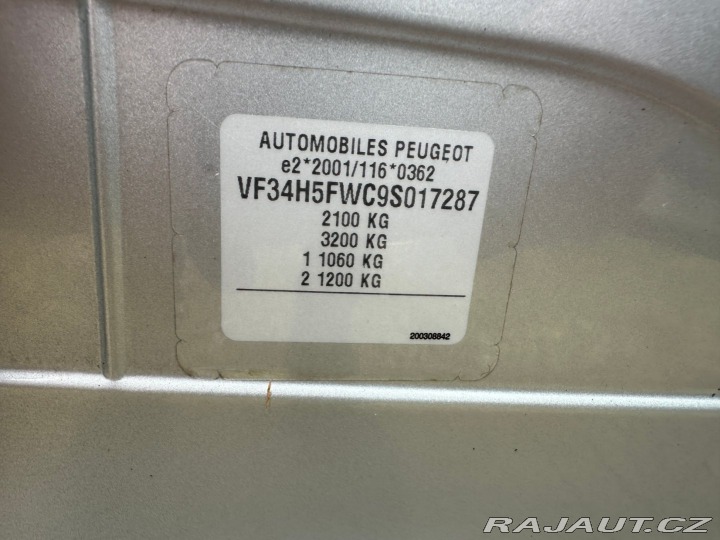 AUTOMOBILES PEUGEOT
e2*2001/116*0362
VF34H5FWC9S017287
2100 KG
3200 KG
1 1060 KG
2 1200 KG
200308842
RAJAUT.CZ